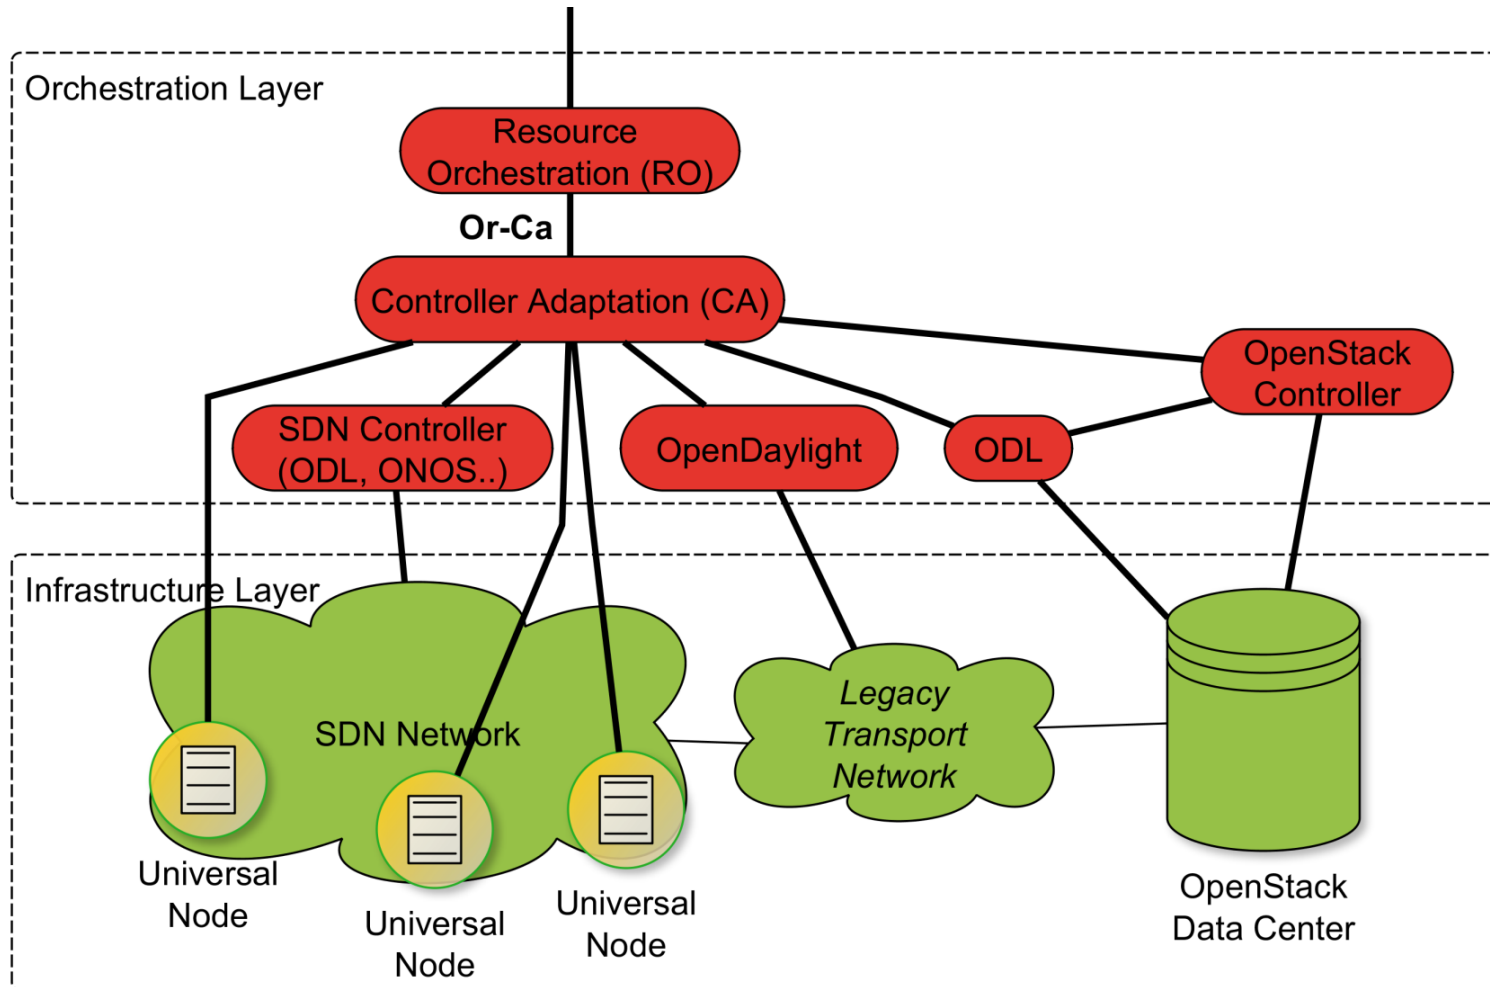 Orchestration Layer
Resource
Orchestration (RO)
Or-Ca
Controller Adaptation (CA)
OpenStack
Controller
SDN Controller
(ODL, ONOS..)
OpenDaylight
ODL
Infrastructure Layer
SDN Network
Legacy
Transport
Network
Universal
Node
Universal
Node
Universal
Node
OpenStack
Data Center